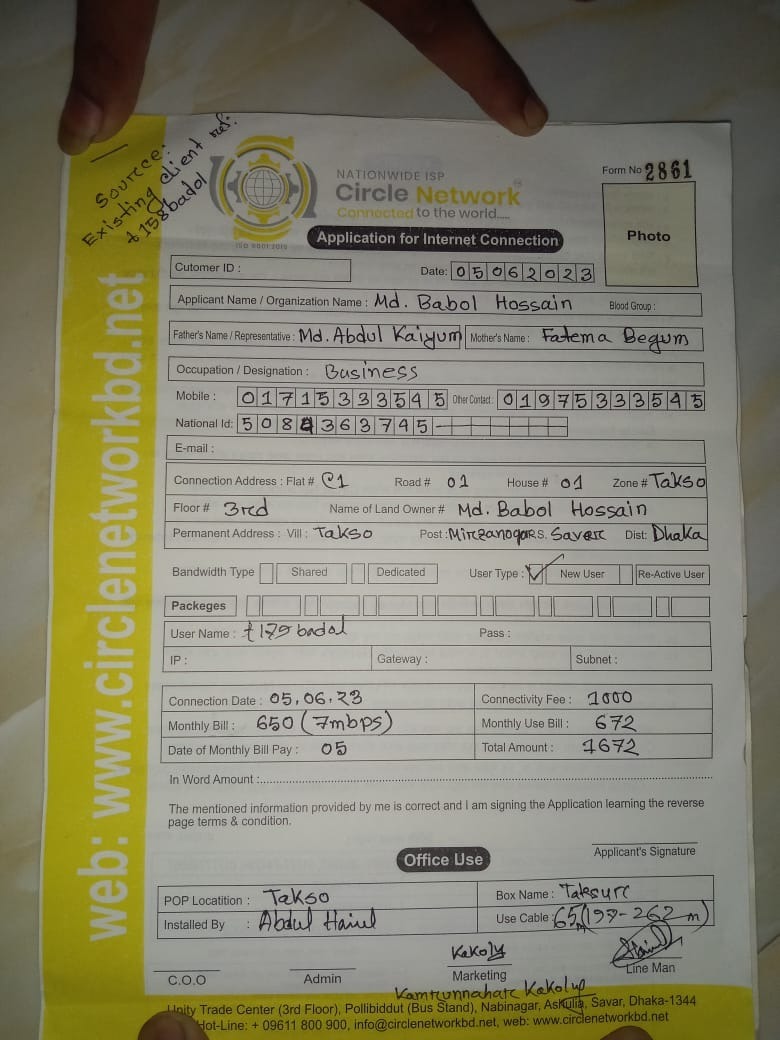 Source:
Existing client ref:
t158badol
NATIONWIDE ISP
Circle Network
Connected to the world.....
ISO 9001:2015
Form No 2861
Photo
Application for Internet Connection
Cutomer ID :
Date: 05062023
Applicant Name / Organization Name : Md. Babol Hossain Blood Group :
Father's Name / Representative : Md. Abdul Kaiyum Mother's Name : Fatema Begum
Occupation / Designation : Business
Mobile : 01715333545 Other Contact : 01975333545
National Id: 5084363745
E-mail :
Connection Address : Flat # C1 Road # 01 House # 01 Zone # Takso
Floor # 3rd Name of Land Owner # Md. Babol Hossain
Permanent Address : Vill : Takso Post : Mirzanogar P.S. Saver Dist: Dhaka
Bandwidth Type Shared Dedicated User Type : ✓ New User Re-Active User
Packeges
User Name : t179badol Pass :
IP : Gateway : Subnet :
Connection Date : 05.06.23 Connectivity Fee : 1000
Monthly Bill : 650 (7mbps) Monthly Use Bill : 672
Date of Monthly Bill Pay : 05 Total Amount : 1672
In Word Amount :
The mentioned information provided by me is correct and I am signing the Application learning the reverse
page terms & condition.
Applicant's Signature
Office Use
POP Locatition : Takso Box Name :
Installed By : Abdul Use Cable :
Kakoly
C.O.O Admin Marketing Line Man
Kamrunnahar Kakoly
Unity Trade Center (3rd Floor), Pollibiddut (Bus Stand), Nabinagar, Ashulia, Savar, Dhaka-1344
Hot-Line: + 09611 800 900, info@circlenetworkbd.net, web: www.circlenetworkbd.net
web: www.circlenetworkbd.net